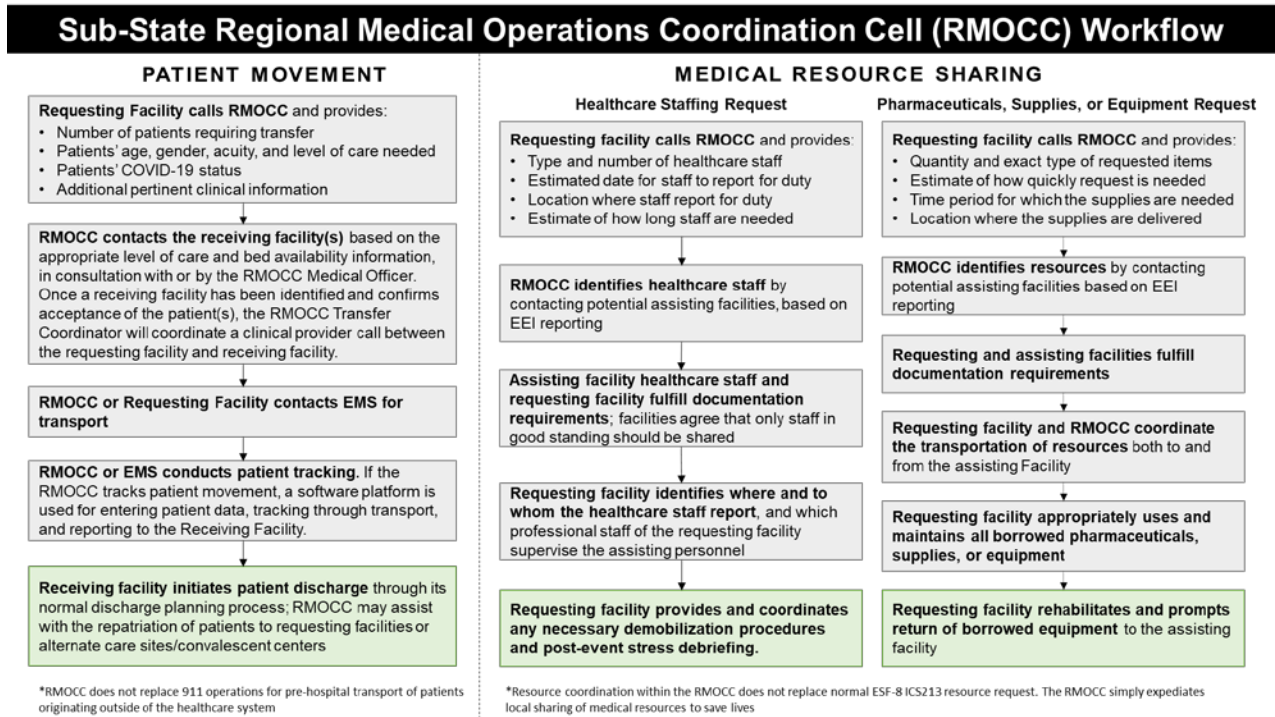 Sub-State Regional Medical Operations Coordination Cell (RMOCC) Workflow
PATIENT MOVEMENT
Requesting Facility calls RMOCC and provides:
• Number of patients requiring transfer
• Patients' age, gender, acuity, and level of care needed
• Patients' COVID-19 status
• Additional pertinent clinical information
RMOCC contacts the receiving facility(s) based on the
appropriate level of care and bed availability information,
in consultation with or by the RMOCC Medical Officer.
Once a receiving facility has been identified and confirms
acceptance of the patient(s), the RMOCC Transfer
Coordinator will coordinate a clinical provider call between
the requesting facility and receiving facility.
RMOCC or Requesting Facility contacts EMS for
transport
RMOCC or EMS conducts patient tracking. If the
RMOCC tracks patient movement, a software platform is
used for entering patient data, tracking through transport,
and reporting to the Receiving Facility.
Receiving facility initiates patient discharge through its
normal discharge planning process; RMOCC may assist
with the repatriation of patients to requesting facilities or
alternate care sites/convalescent centers
*RMOCC does not replace 911 operations for pre-hospital transport of patients
originating outside of the healthcare system
MEDICAL RESOURCE SHARING
Healthcare Staffing Request
Requesting facility calls RMOCC and provides:
• Type and number of healthcare staff
• Estimated date for staff to report for duty
• Location where staff report for duty
• Estimate of how long staff are needed
RMOCC identifies healthcare staff by
contacting potential assisting facilities, based on
EEI reporting
Assisting facility healthcare staff and
requesting facility fulfill documentation
requirements; facilities agree that only staff in
good standing should be shared
Requesting facility identifies where and to
whom the healthcare staff report, and which
professional staff of the requesting facility
supervise the assisting personnel
Requesting facility provides and coordinates
any necessary demobilization procedures
and post-event stress debriefing.
Pharmaceuticals, Supplies, or Equipment Request
Requesting facility calls RMOCC and provides:
• Quantity and exact type of requested items
• Estimate of how quickly request is needed
• Time period for which the supplies are needed
• Location where the supplies are delivered
RMOCC identifies resources by contacting
potential assisting facilities based on EEI
reporting
Requesting and assisting facilities fulfill
documentation requirements
Requesting facility and RMOCC coordinate
the transportation of resources both to and
from the assisting Facility
Requesting facility appropriately uses and
maintains all borrowed pharmaceuticals,
supplies, or equipment
Requesting facility rehabilitates and prompts
return of borrowed equipment to the assisting
facility
*Resource coordination within the RMOCC does not replace normal ESF-8 ICS213 resource request. The RMOCC simply expediates
local sharing of medical resources to save lives